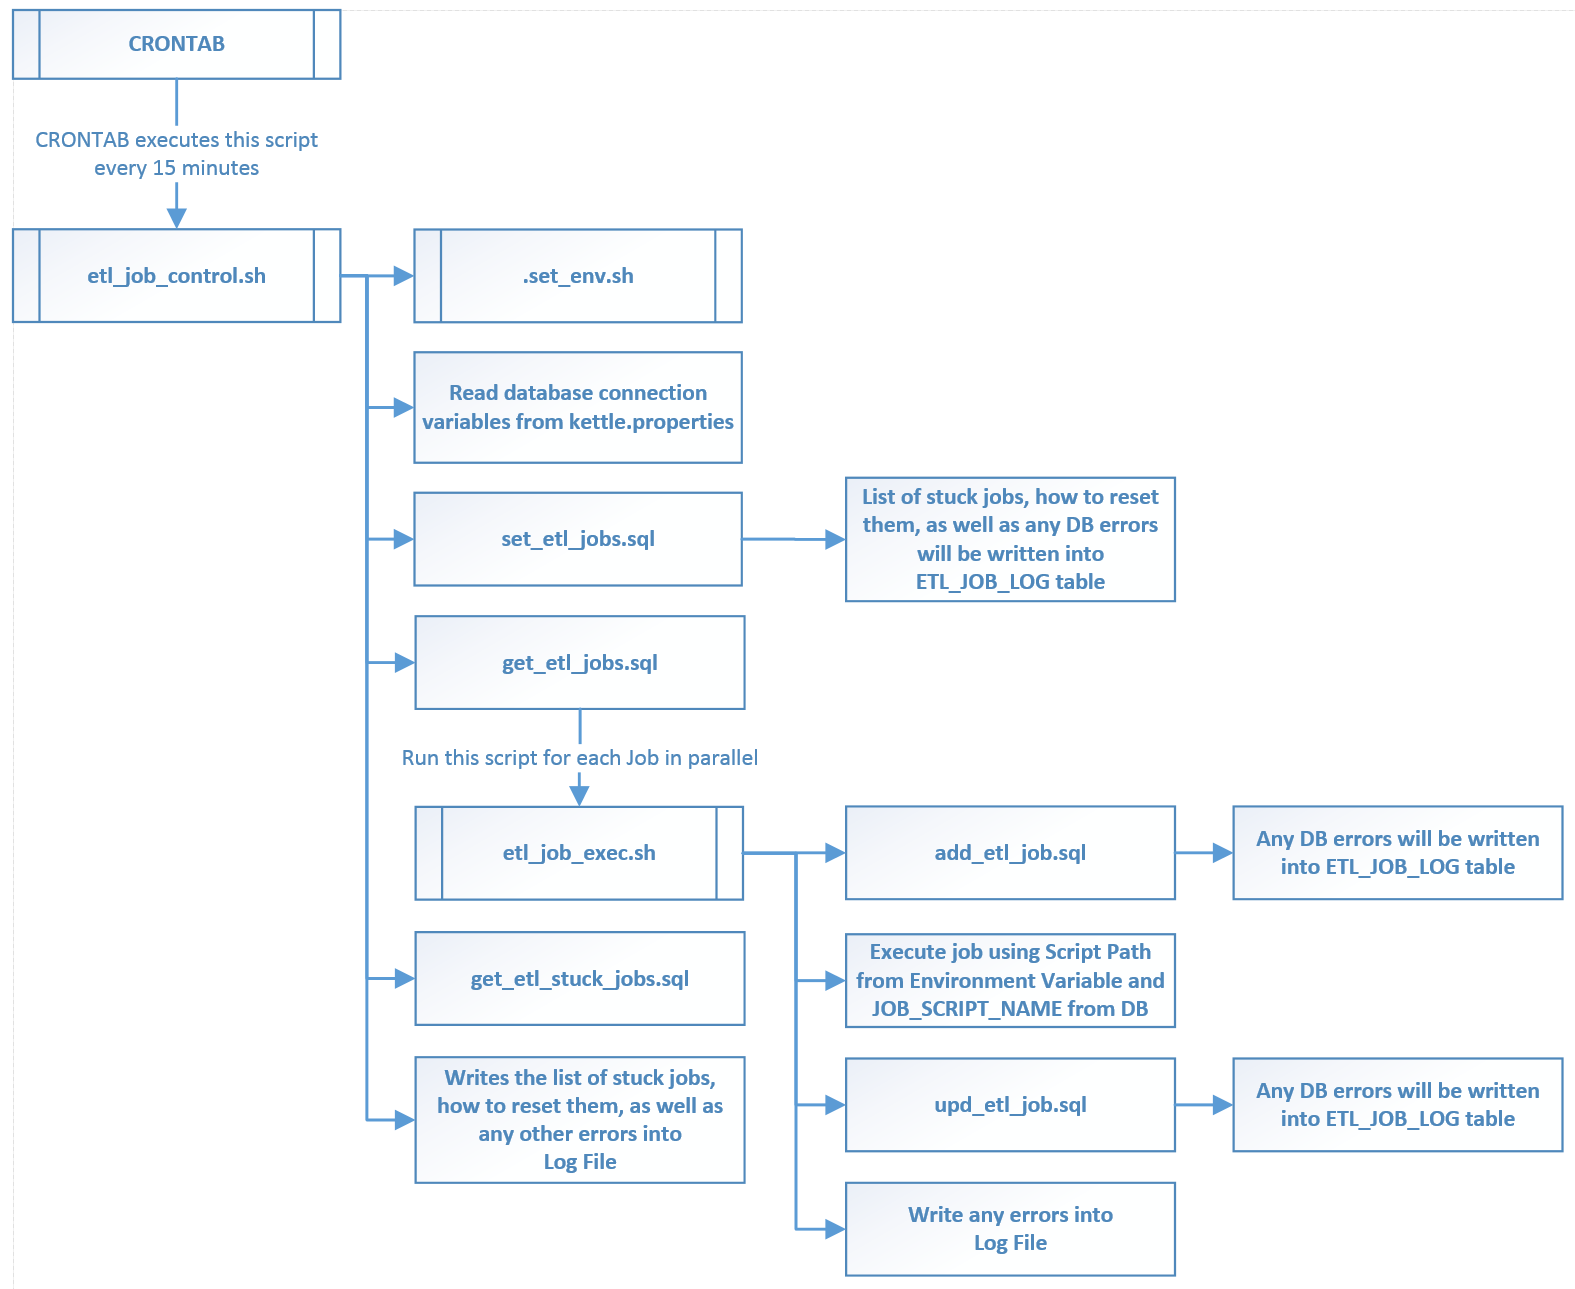 CRONTAB
CRONTAB executes this script
every 15 minutes
etl_job_control.sh
.set_env.sh
Read database connection
variables from kettle.properties
set_etl_jobs.sql
List of stuck jobs, how to reset
them, as well as any DB errors
will be written into
ETL_JOB_LOG table
get_etl_jobs.sql
Run this script for each Job in parallel
etl_job_exec.sh
add_etl_job.sql
Any DB errors will be written
into ETL_JOB_LOG table
Execute job using Script Path
from Environment Variable and
JOB_SCRIPT_NAME from DB
get_etl_stuck_jobs.sql
Writes the list of stuck jobs,
how to reset them, as well as
any other errors into
Log File
upd_etl_job.sql
Any DB errors will be written
into ETL_JOB_LOG table
Write any errors into
Log File